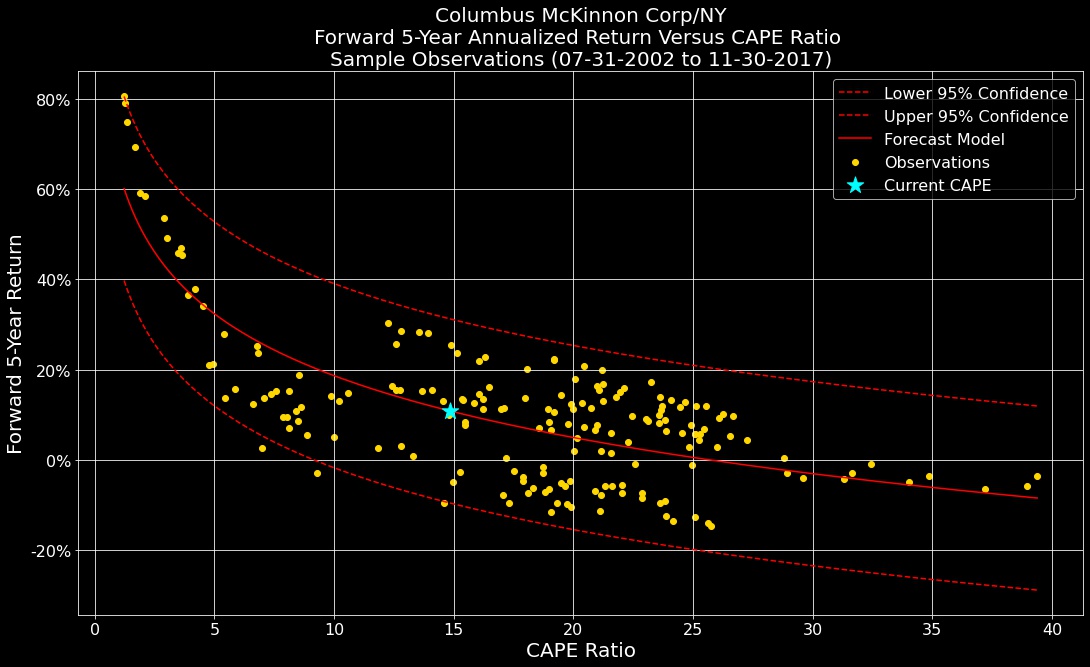 Columbus McKinnon Corp/NY
Forward 5-Year Annualized Return Versus CAPE Ratio
Sample Observations (07-31-2002 to 11-30-2017)
Lower 95% Confidence
Upper 95% Confidence
Forecast Model
Observations
Current CAPE
Forward 5-Year Return
80%
60%
40%
20%
0%
-20%
0 5 10 15 20 25 30 35 40
CAPE Ratio